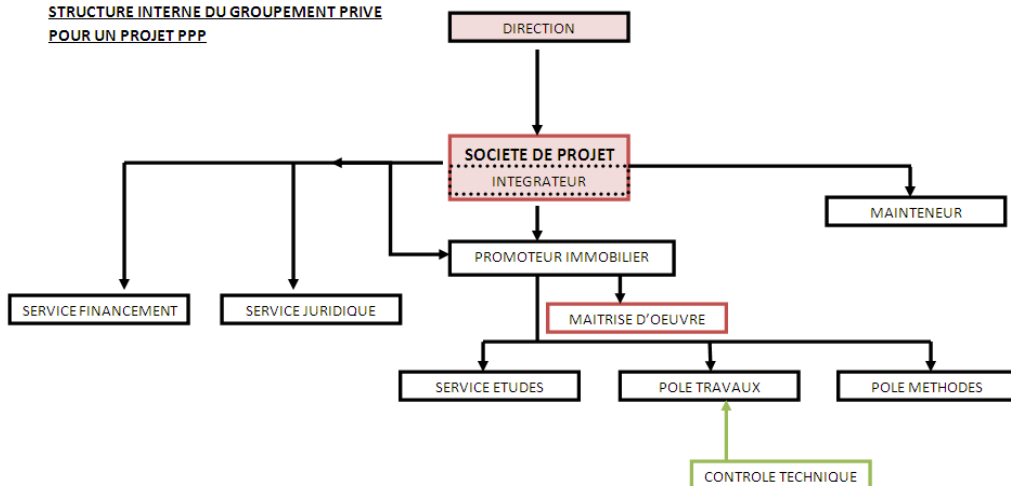 STRUCTURE INTERNE DU GROUPEMENT PRIVE
POUR UN PROJET PPP
DIRECTION
SOCIETE DE PROJET
INTEGRATEUR
MAINTENEUR
PROMOTEUR IMMOBILIER
SERVICE FINANCEMENT
SERVICE JURIDIQUE
MAITRISE D’OEUVRE
SERVICE ETUDES
POLE TRAVAUX
POLE METHODES
CONTROLE TECHNIQUE